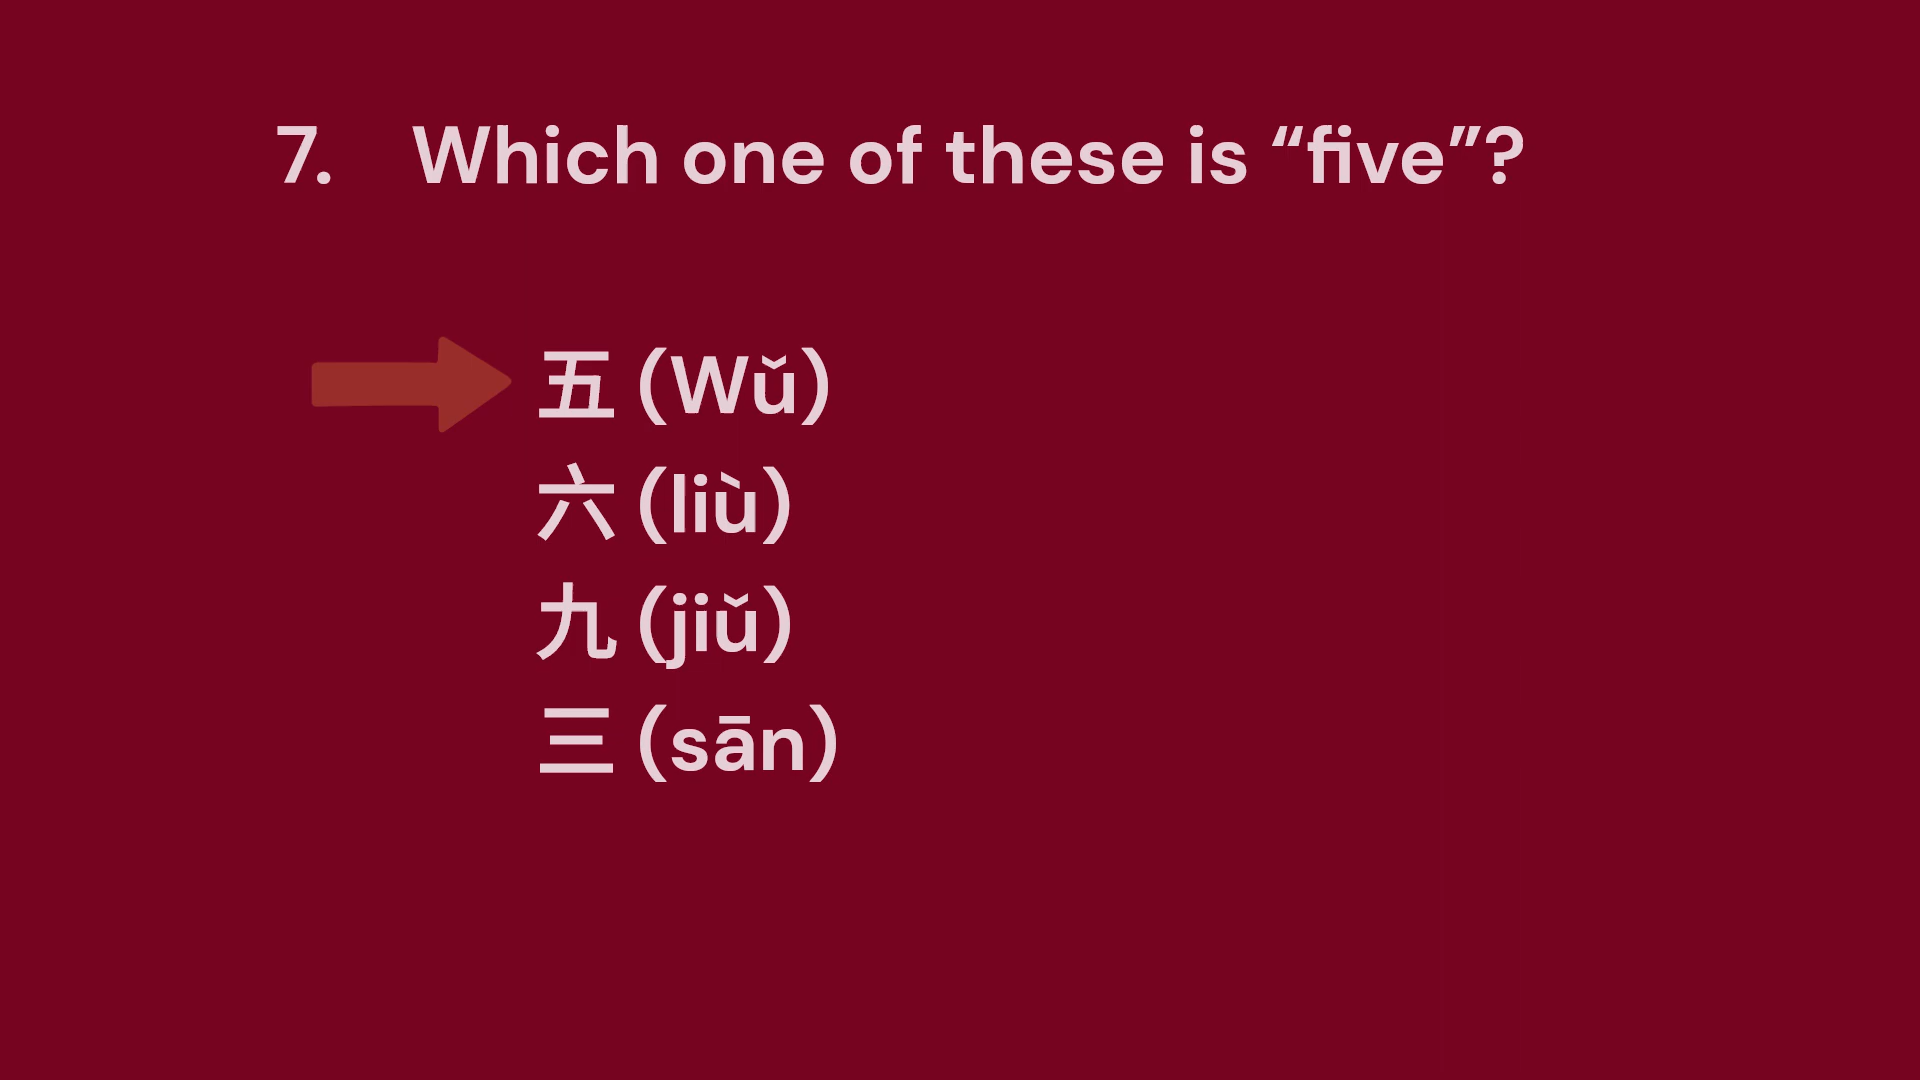 7. Which one of these is “five”?
五 (Wǔ)
六 (liù)
九 (jiǔ)
三 (sān)